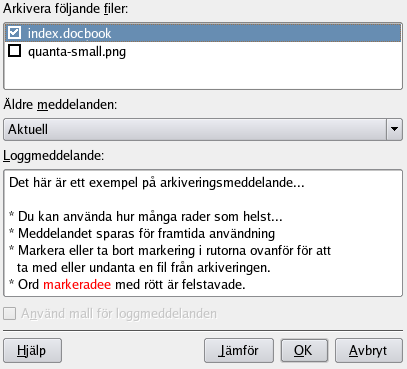 Arkivera följande filer:
index.docbook
quanta-small.png
Äldre meddelanden:
Aktuell
Loggmeddelande:
Det här är ett exempel på arkiveringsmeddelande...
* Du kan använda hur många rader som helst...
* Meddelandet sparas för framtida användning
* Markera eller ta bort markering i rutorna ovanför för att
ta med eller undanta en fil från arkiveringen.
* Ord markeradee med rött är felstavade.
Använd mall för loggmeddelanden
Hjälp Jämför OK Avbryt